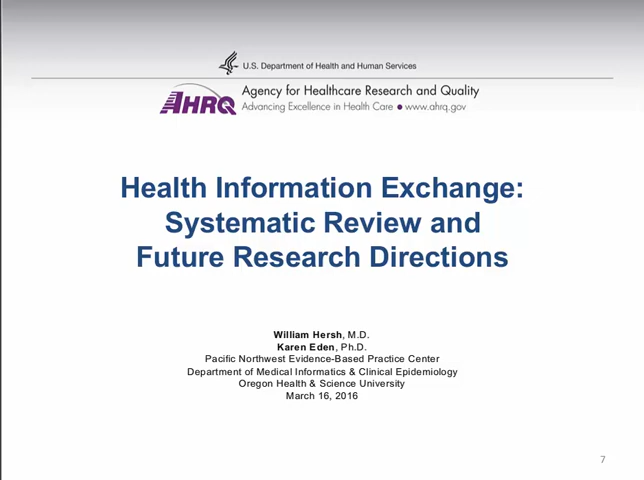 U.S. Department of Health and Human Services
AHRQ
Agency for Healthcare Research and Quality
Advancing Excellence in Health Care • www.ahrq.gov
Health Information Exchange:
Systematic Review and
Future Research Directions
William Hersh, M.D.
Karen Eden, Ph.D.
Pacific Northwest Evidence-Based Practice Center
Department of Medical Informatics & Clinical Epidemiology
Oregon Health & Science University
March 16, 2016
7